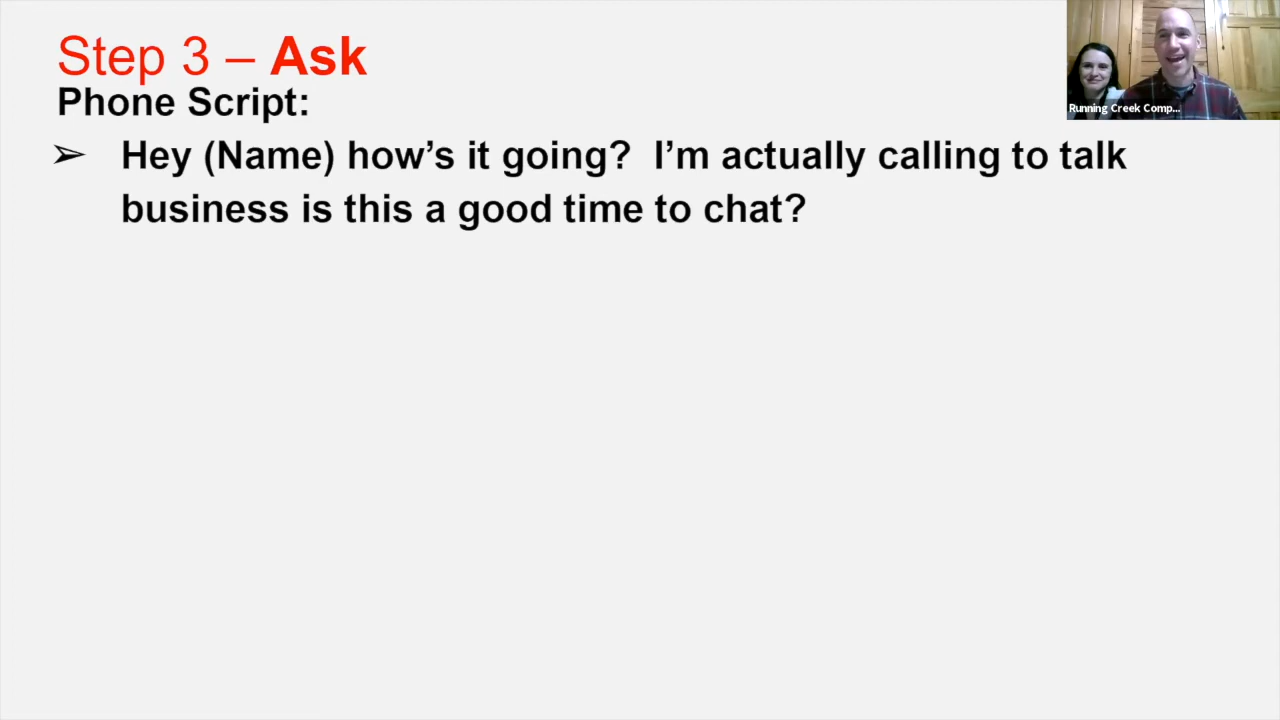 Step 3 – Ask
Phone Script:
➢ Hey (Name) how’s it going?  I’m actually calling to talk
business is this a good time to chat?
Running Creek Comp...